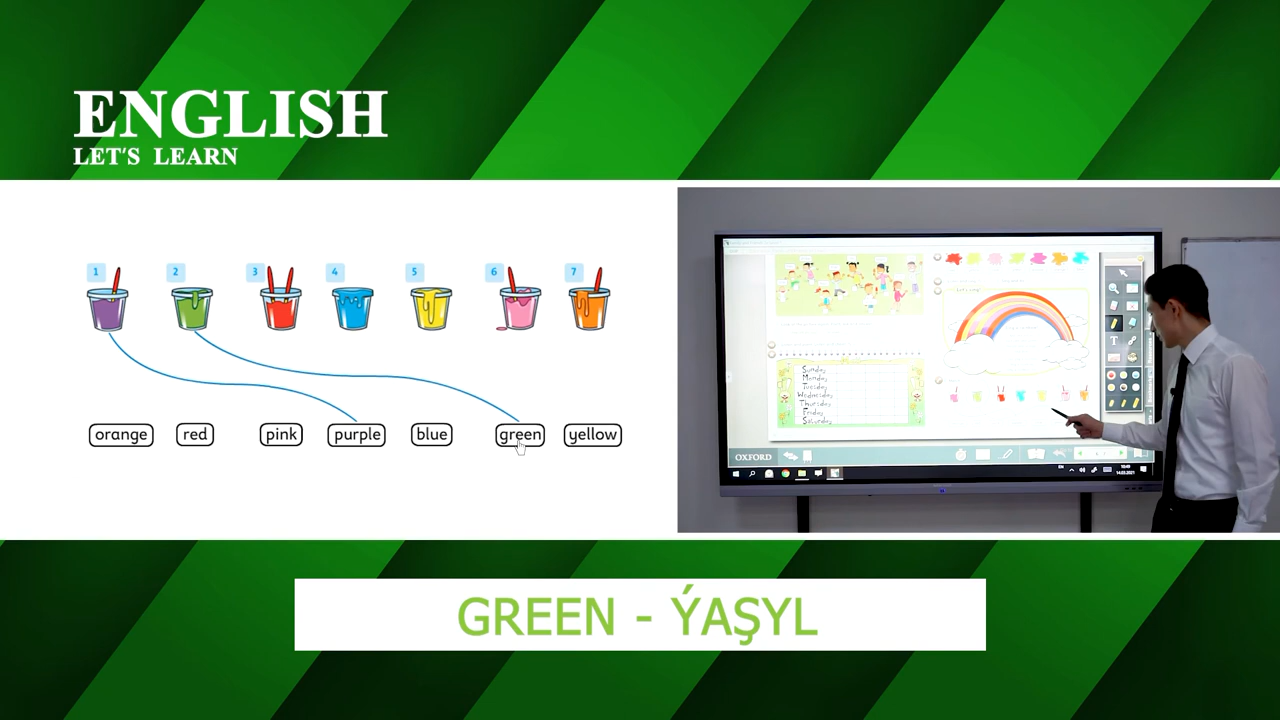 ENGLISH
LET'S LEARN
1 2 3 4 5 6 7
orange red pink purple blue green yellow
Sunday
Monday
Tuesday
Wednesday
Thursday
Friday
Saturday
OXFORD
GREEN - ÝAŞYL